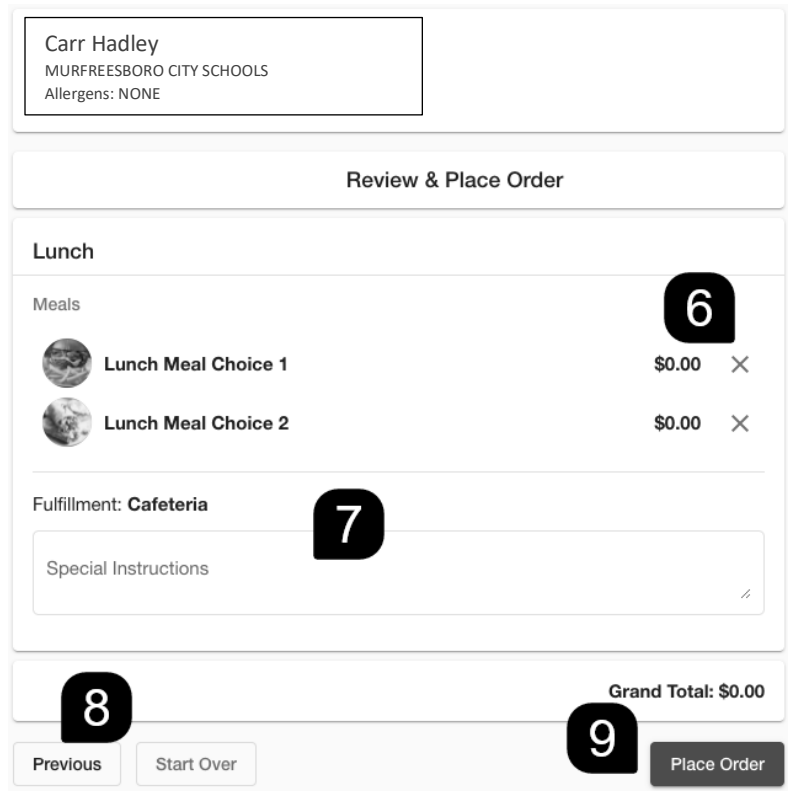 Carr Hadley
MURFREESBORO CITY SCHOOLS
Allergens: NONE
Review & Place Order
Lunch
Meals
6
Lunch Meal Choice 1 $0.00
Lunch Meal Choice 2 $0.00
Fulfillment: Cafeteria
7
Special Instructions
Grand Total: $0.00
8
9
Previous Start Over Place Order